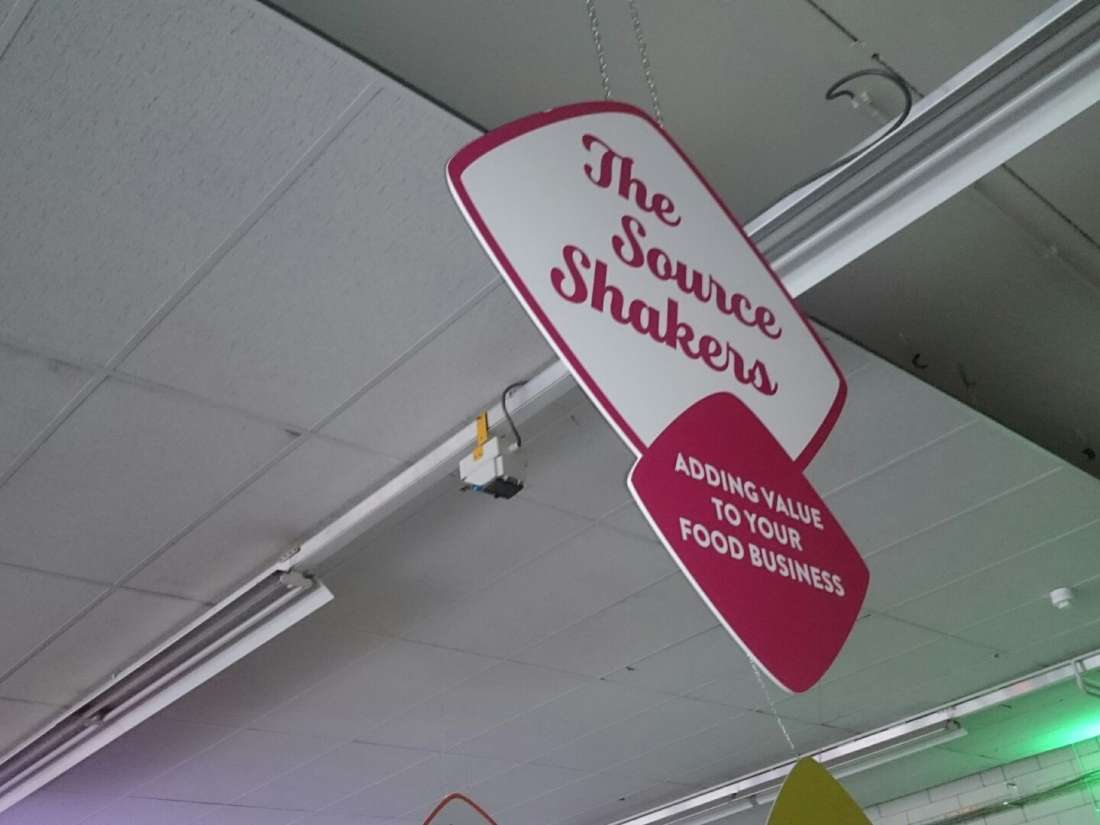 The
Source
Shakers
ADDING VALUE
TO YOUR
FOOD BUSINESS